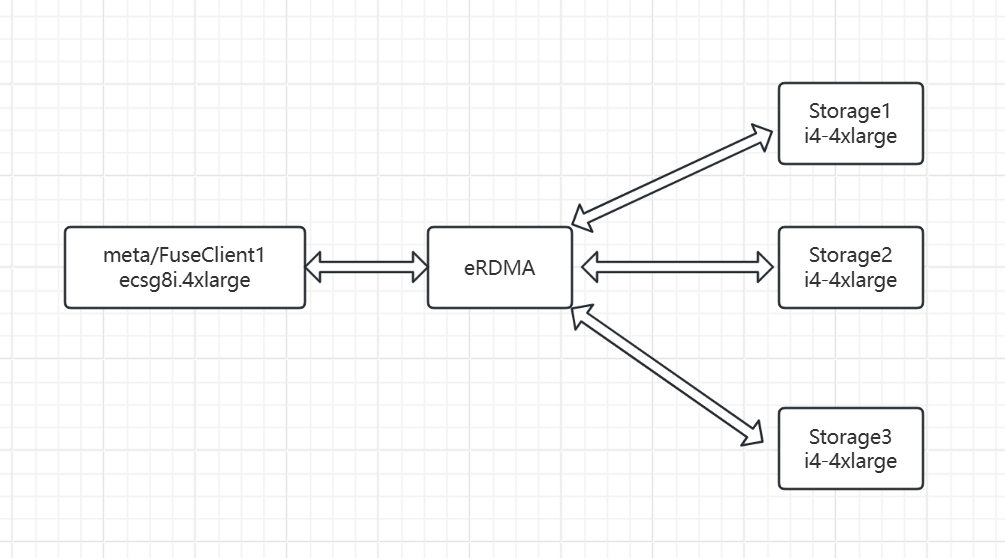 Storage1
i4-4xlarge
meta/FuseClient1
ecsg8i.4xlarge
eRDMA
Storage2
i4-4xlarge
Storage3
i4-4xlarge